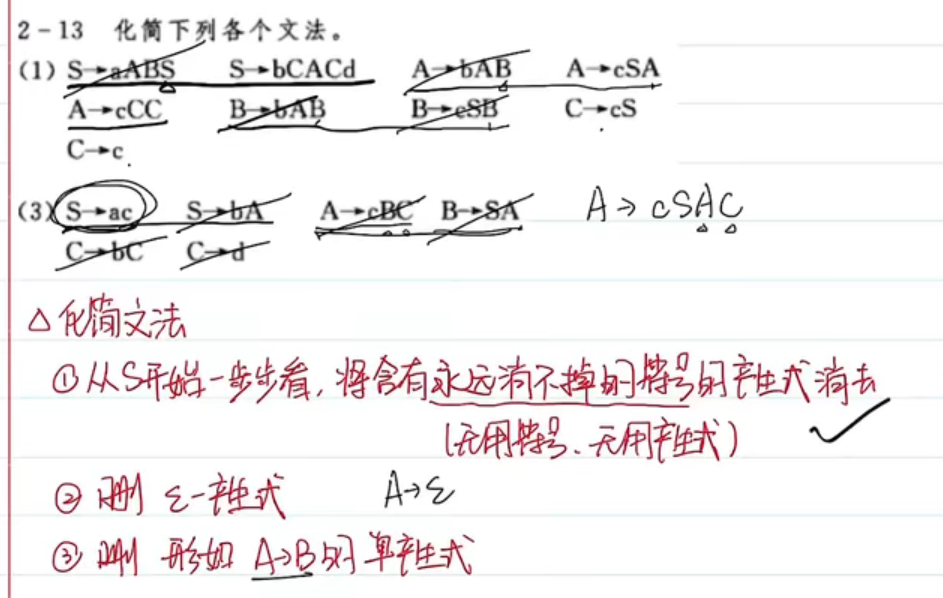 2-13 化简下列各个文法。
(1) S→aABS S→bCACd A→bAB A→cSA
A→cCC B→bAB B→cSB C→cS
C→c
(3) S→ac S→bA A→cBC B→SA A→cSAC
C→bC C→d
△化简文法
①从S开始一步步看，将含有永远消不掉的符号的产生式消去
(无用符号、无用产生式)
②删 ε-产生式 A→ε
③删 形如 A→B的单产生式